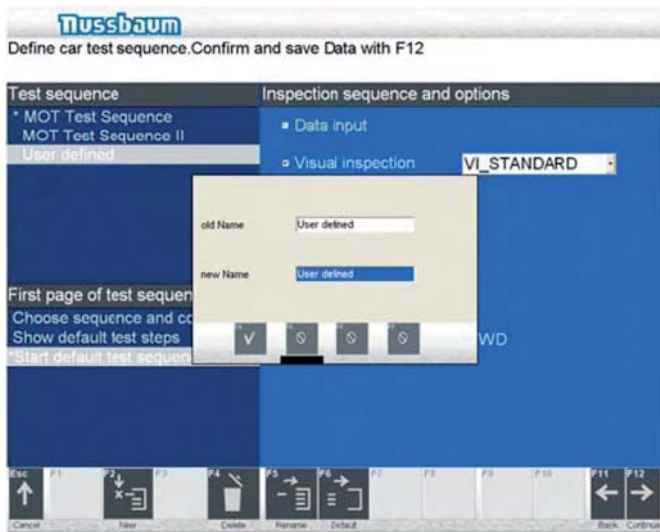 nussbaum
Define car test sequence.Confirm and save Data with F12
Test sequence
* MOT Test Sequence
MOT Test Sequence II
User defined
Inspection sequence and options
Data input
Visual inspection
VI_STANDARD
old Name
User defined
new Name
User defined
First page of test sequen
Choose sequence and co
Show default test steps
*Start default test sequen
WD
Esc
Cancel
F1
F2
New
F3
F4
Delete
F5
Rename
F6
Default
F7
F8
F9
F10
F11
Back
F12
Continue